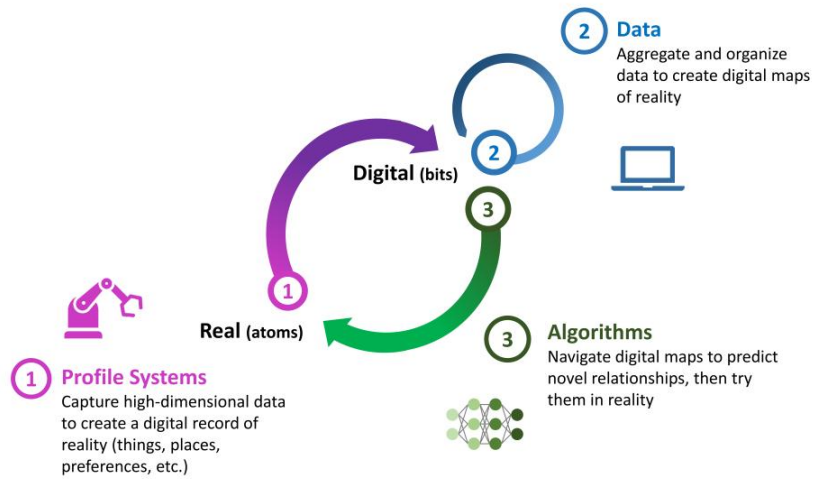 2
Data
Aggregate and organize
data to create digital maps
of reality
2
Digital (bits)
3
1
Real (atoms)
1
Profile Systems
Capture high-dimensional data
to create a digital record of
reality (things, places,
preferences, etc.)
3
Algorithms
Navigate digital maps to predict
novel relationships, then try
them in reality